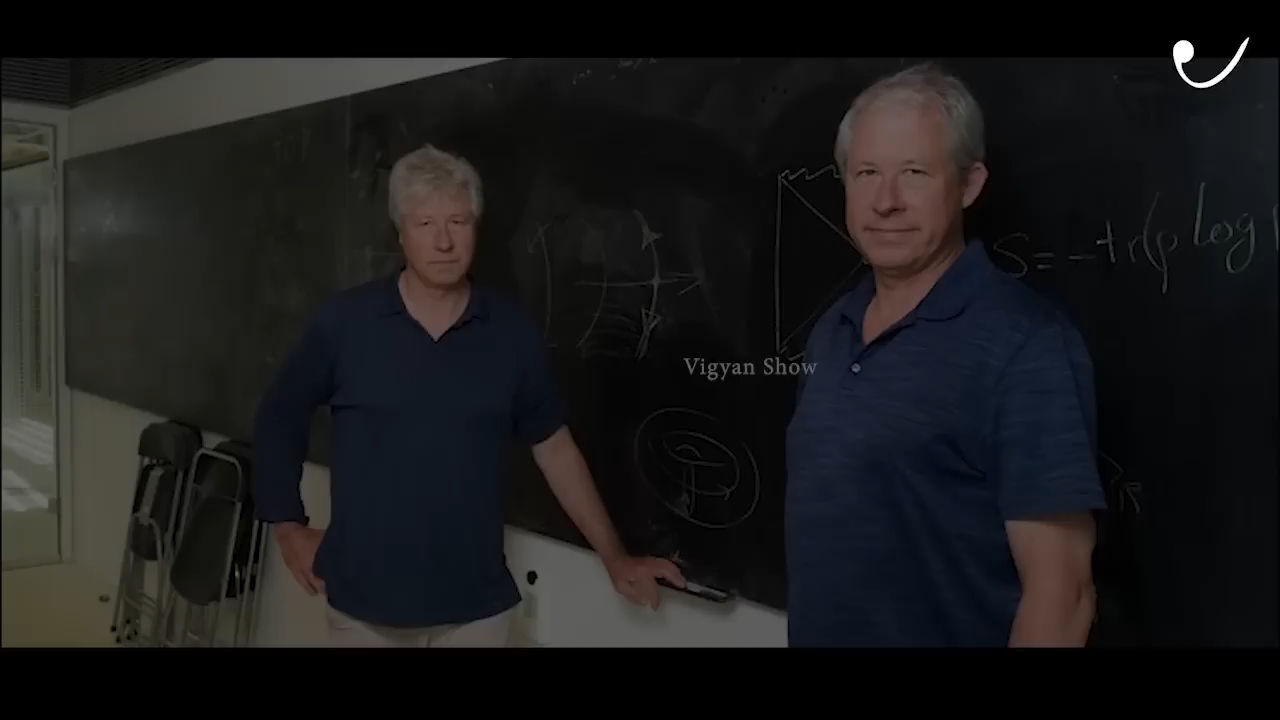 S = -tr(ρ log
Vigyan Show
R